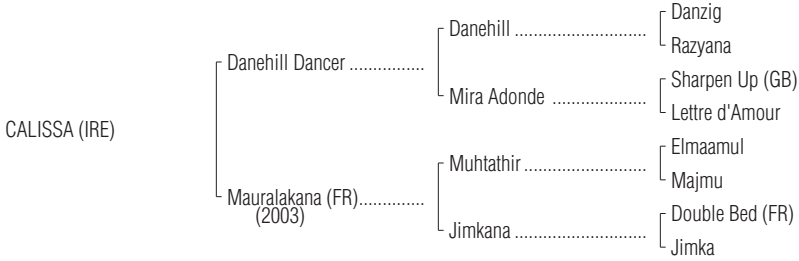 Danzig
Danehill ............................
Razyana
Danehill Dancer ................
Sharpen Up (GB)
Mira Adonde ....................
Lettre d'Amour
CALISSA (IRE)
Elmaamul
Muhtathir ..........................
Majmu
Mauralakana (FR)..............
(2003)
Double Bed (FR)
Jimkana ............................
Jimka